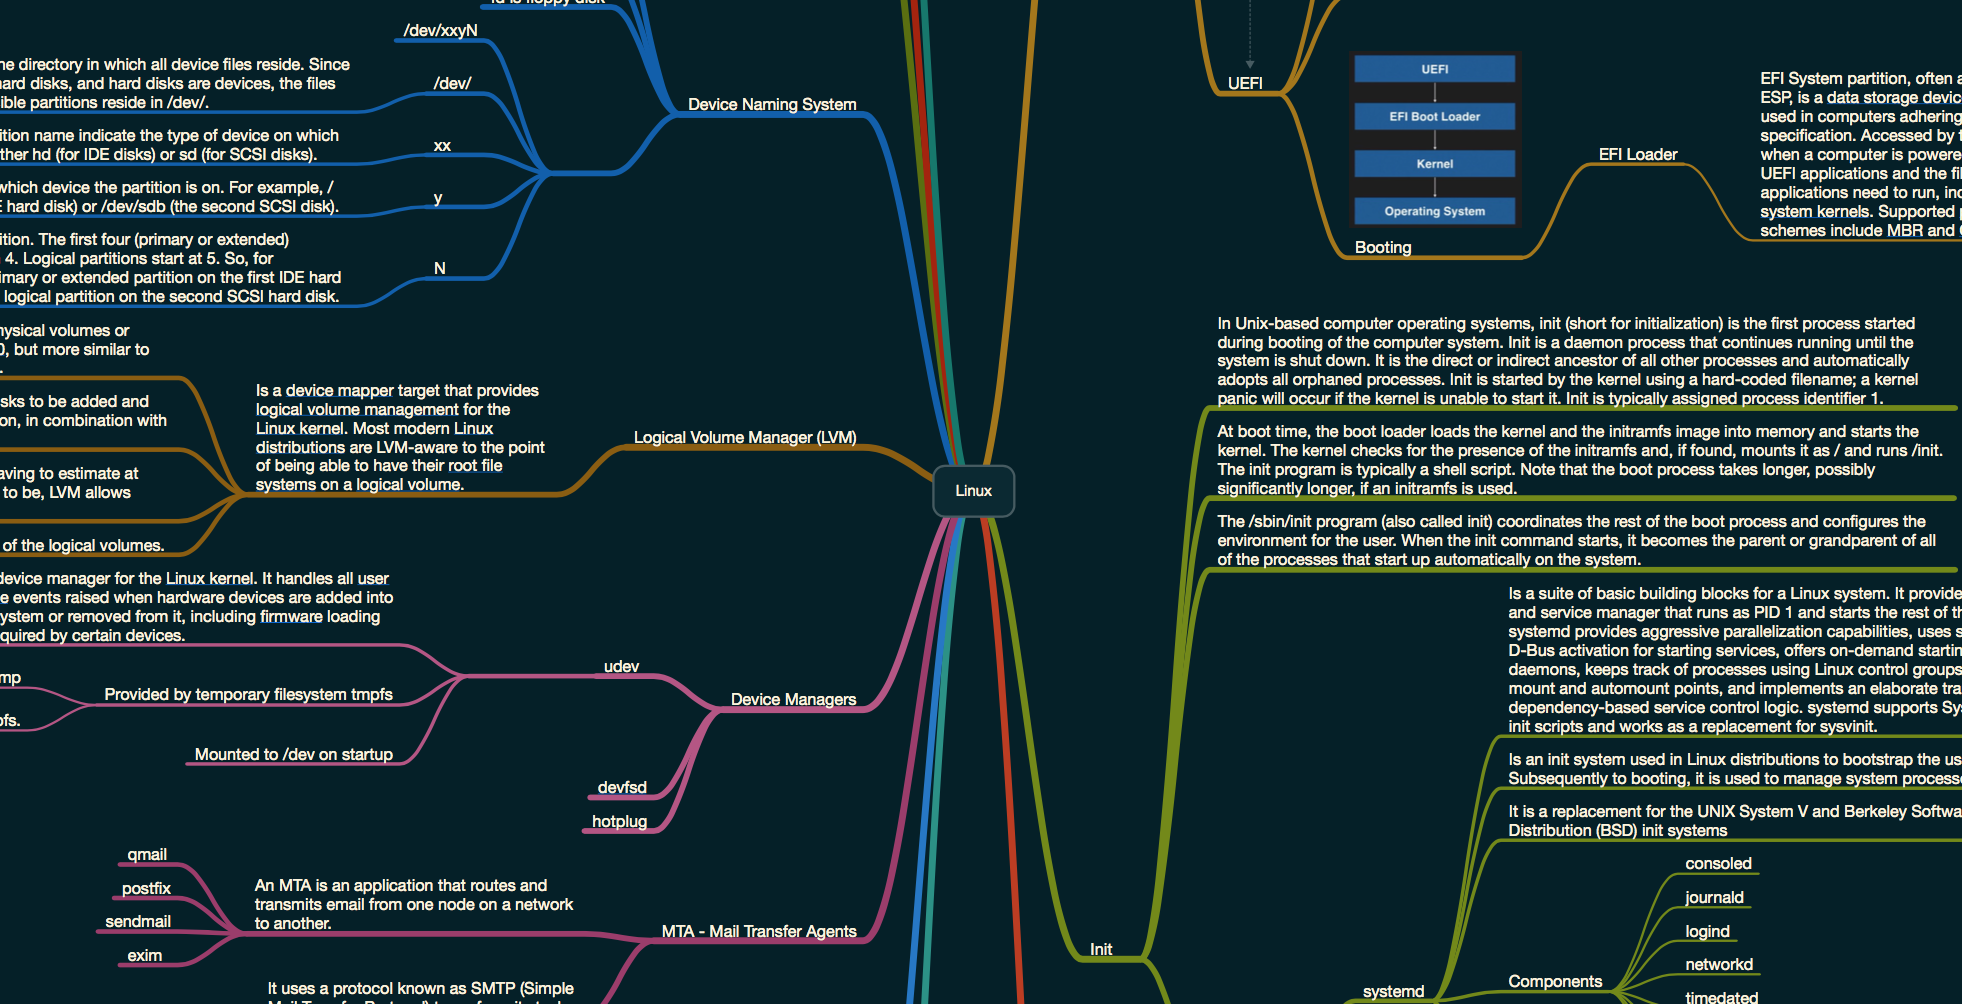 /dev/xxyN
he directory in which all device files reside. Since
hard disks, and hard disks are devices, the files
ible partitions reside in /dev/.
/dev/
Device Naming System
ition name indicate the type of device on which
ther hd (for IDE disks) or sd (for SCSI disks).
xx
which device the partition is on. For example, /
E hard disk) or /dev/sdb (the second SCSI disk).
y
ition. The first four (primary or extended)
4. Logical partitions start at 5. So, for
imary or extended partition on the first IDE hard
logical partition on the second SCSI hard disk.
N
hysical volumes or
0, but more similar to
sks to be added and
on, in combination with
aving to estimate at
to be, LVM allows
of the logical volumes.
Is a device mapper target that provides
logical volume management for the
Linux kernel. Most modern Linux
distributions are LVM-aware to the point
of being able to have their root file
systems on a logical volume.
Logical Volume Manager (LVM)
Linux
device manager for the Linux kernel. It handles all user
e events raised when hardware devices are added into
ystem or removed from it, including firmware loading
quired by certain devices.
udev
mp
Provided by temporary filesystem tmpfs
ofs.
Device Managers
Mounted to /dev on startup
devfsd
hotplug
qmail
postfix
sendmail
exim
An MTA is an application that routes and
transmits email from one node on a network
to another.
MTA - Mail Transfer Agents
It uses a protocol known as SMTP (Simple
UEFI
UEFI
EFI Boot Loader
Kernel
Operating System
Booting
EFI Loader
EFI System partition, often a
ESP, is a data storage devic
used in computers adhering
specification. Accessed by
when a computer is powere
UEFI applications and the fil
applications need to run, inc
system kernels. Supported
schemes include MBR and
In Unix-based computer operating systems, init (short for initialization) is the first process started
during booting of the computer system. Init is a daemon process that continues running until the
system is shut down. It is the direct or indirect ancestor of all other processes and automatically
adopts all orphaned processes. Init is started by the kernel using a hard-coded filename; a kernel
panic will occur if the kernel is unable to start it. Init is typically assigned process identifier 1.
At boot time, the boot loader loads the kernel and the initramfs image into memory and starts the
kernel. The kernel checks for the presence of the initramfs and, if found, mounts it as / and runs /init.
The init program is typically a shell script. Note that the boot process takes longer, possibly
significantly longer, if an initramfs is used.
The /sbin/init program (also called init) coordinates the rest of the boot process and configures the
environment for the user. When the init command starts, it becomes the parent or grandparent of all
of the processes that start up automatically on the system.
Init
Is a suite of basic building blocks for a Linux system. It provide
and service manager that runs as PID 1 and starts the rest of th
systemd provides aggressive parallelization capabilities, uses s
D-Bus activation for starting services, offers on-demand startin
daemons, keeps track of processes using Linux control groups
mount and automount points, and implements an elaborate tra
dependency-based service control logic. systemd supports Sy
init scripts and works as a replacement for sysvinit.
Is an init system used in Linux distributions to bootstrap the us
Subsequently to booting, it is used to manage system process
It is a replacement for the UNIX System V and Berkeley Softwa
Distribution (BSD) init systems
systemd
Components
consoled
journald
logind
networkd
timedated